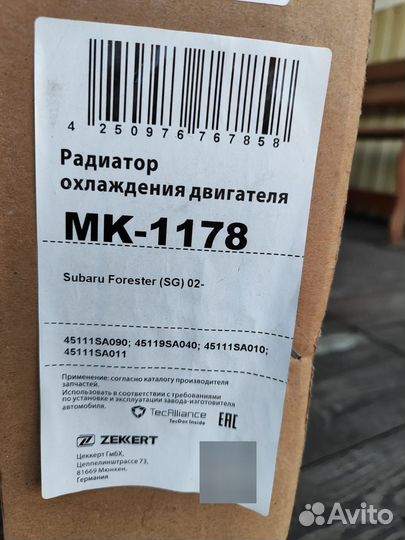 4 250976 767858
Радиатор
охлаждения двигателя
MK-1178
Subaru Forester (SG) 02-
45111SA090; 45119SA040; 45111SA010;
45111SA011
Применение: согласно каталогу производителя
запчастей.
Использовать в соответствии с требованиями
по установке и эксплуатации завода-изготовителя
автомобиля.
TecAlliance
TecDoc Inside
EAC
Z ZEKERT
Цеккерт ГмбХ,
Цеппелинштрассе 73,
81669 Мюнхен,
Германия
Avito